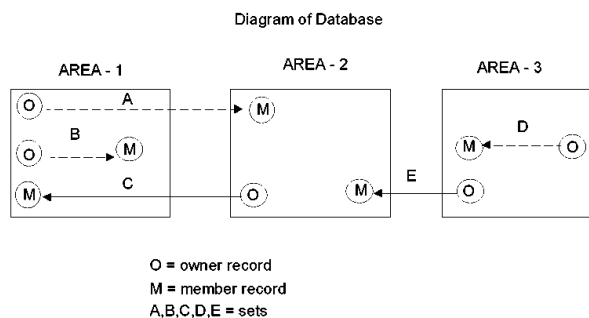 Diagram of Database
AREA - 1
AREA - 2
AREA - 3
O
A
M
B
O
M
M
C
O
M
E
M
D
O
O
O = owner record
M = member record
A,B,C,D,E = sets